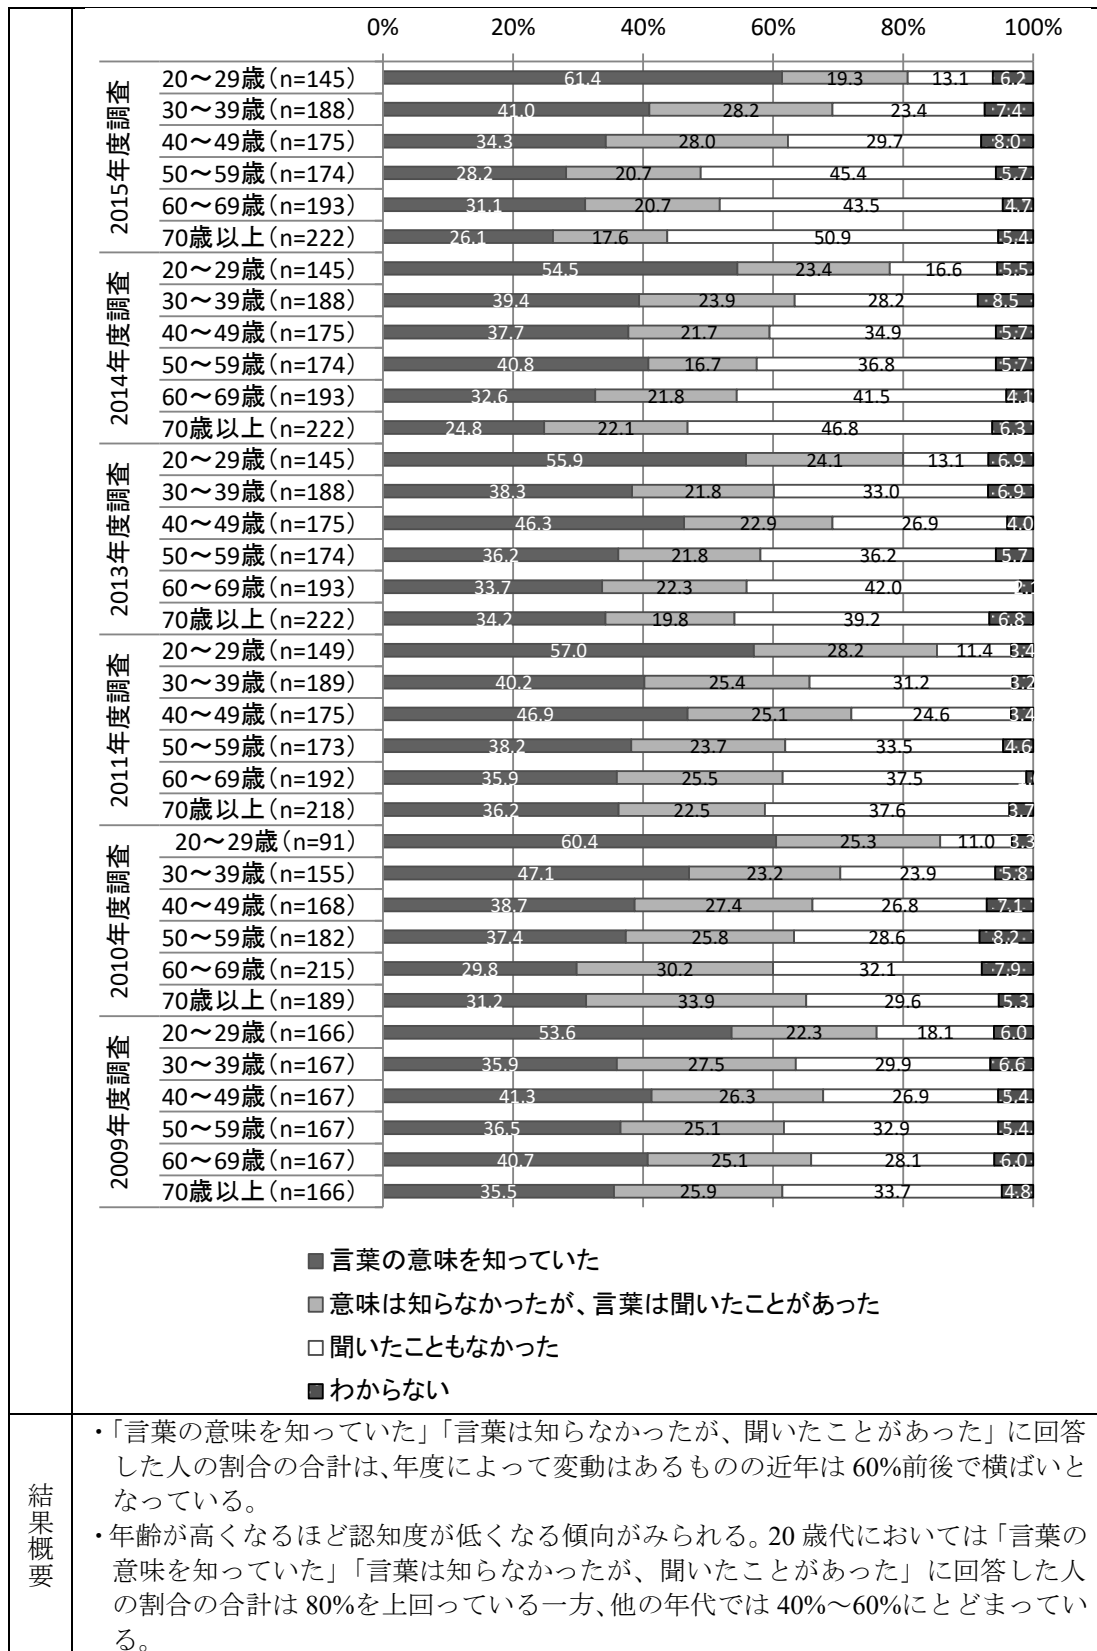 0% 20% 40% 60% 80% 100%
2015年度調査
20～29歳(n=145) 61.4 19.3 13.1 6.2
30～39歳(n=188) 41.0 28.2 23.4 7.4
40～49歳(n=175) 34.3 28.0 29.7 8.0
50～59歳(n=174) 28.2 20.7 45.4 5.7
60～69歳(n=193) 31.1 20.7 43.5 4.7
70歳以上(n=222) 26.1 17.6 50.9 5.4
2014年度調査
20～29歳(n=145) 54.5 23.4 16.6 5.5
30～39歳(n=188) 39.4 23.9 28.2 8.5
40～49歳(n=175) 37.7 21.7 34.9 5.7
50～59歳(n=174) 40.8 16.7 36.8 5.7
60～69歳(n=193) 32.6 21.8 41.5 4.1
70歳以上(n=222) 24.8 22.1 46.8 6.3
2013年度調査
20～29歳(n=145) 55.9 24.1 13.1 6.9
30～39歳(n=188) 38.3 21.8 33.0 6.9
40～49歳(n=175) 46.3 22.9 26.9 4.0
50～59歳(n=174) 36.2 21.8 36.2 5.7
60～69歳(n=193) 33.7 22.3 42.0
70歳以上(n=222) 34.2 19.8 39.2 6.8
2011年度調査
20～29歳(n=149) 57.0 28.2 11.4 3.4
30～39歳(n=189) 40.2 25.4 31.2 3.2
40～49歳(n=175) 46.9 25.1 24.6 3.4
50～59歳(n=173) 38.2 23.7 33.5 4.6
60～69歳(n=192) 35.9 25.5 37.5
70歳以上(n=218) 36.2 22.5 37.6 3.7
2010年度調査
20～29歳(n=91) 60.4 25.3 11.0 3.3
30～39歳(n=155) 47.1 23.2 23.9 5.8
40～49歳(n=168) 38.7 27.4 26.8 7.1
50～59歳(n=182) 37.4 25.8 28.6 8.2
60～69歳(n=215) 29.8 30.2 32.1 7.9
70歳以上(n=189) 31.2 33.9 29.6 5.3
2009年度調査
20～29歳(n=166) 53.6 22.3 18.1 6.0
30～39歳(n=167) 35.9 27.5 29.9 6.6
40～49歳(n=167) 41.3 26.3 26.9 5.4
50～59歳(n=167) 36.5 25.1 32.9 5.4
60～69歳(n=167) 40.7 25.1 28.1 6.0
70歳以上(n=166) 35.5 25.9 33.7 4.8
言葉の意味を知っていた
意味は知らなかったが、言葉は聞いたことがあった
聞いたこともなかった
わからない
結果概要
・「言葉の意味を知っていた」「言葉は知らなかったが、聞いたことがあった」に回答
した人の割合の合計は、年度によって変動はあるものの近年は 60%前後で横ばいと
なっている。
・年齢が高くなるほど認知度が低くなる傾向がみられる。20 歳代においては「言葉の
意味を知っていた」「言葉は知らなかったが、聞いたことがあった」に回答した人
の割合の合計は 80%を上回っている一方、他の年代では 40%～60%にとどまってい
る。